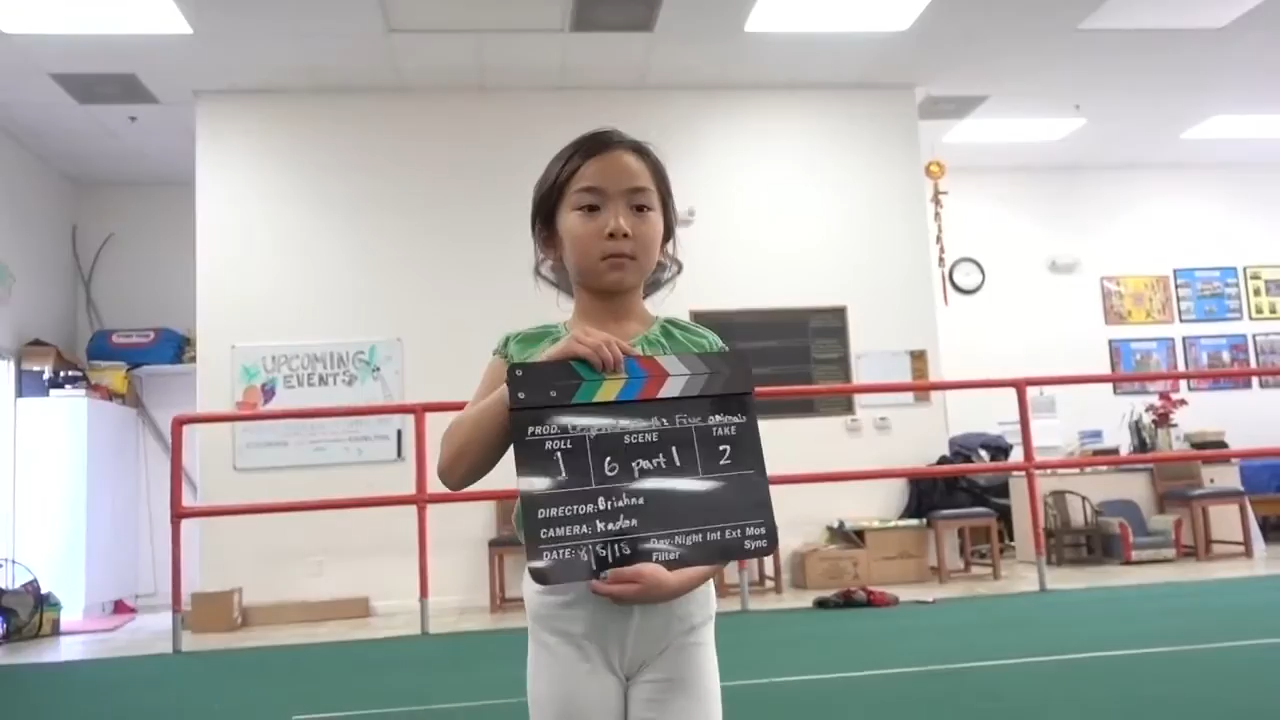 UPCOMING
EVENTS
PROD. Five animals
ROLL SCENE TAKE
1 6 part 1 2
DIRECTOR: Briahna
CAMERA: Kaden
DATE: 8/8/18 Day-Night Int Ext Mos
Filter Sync